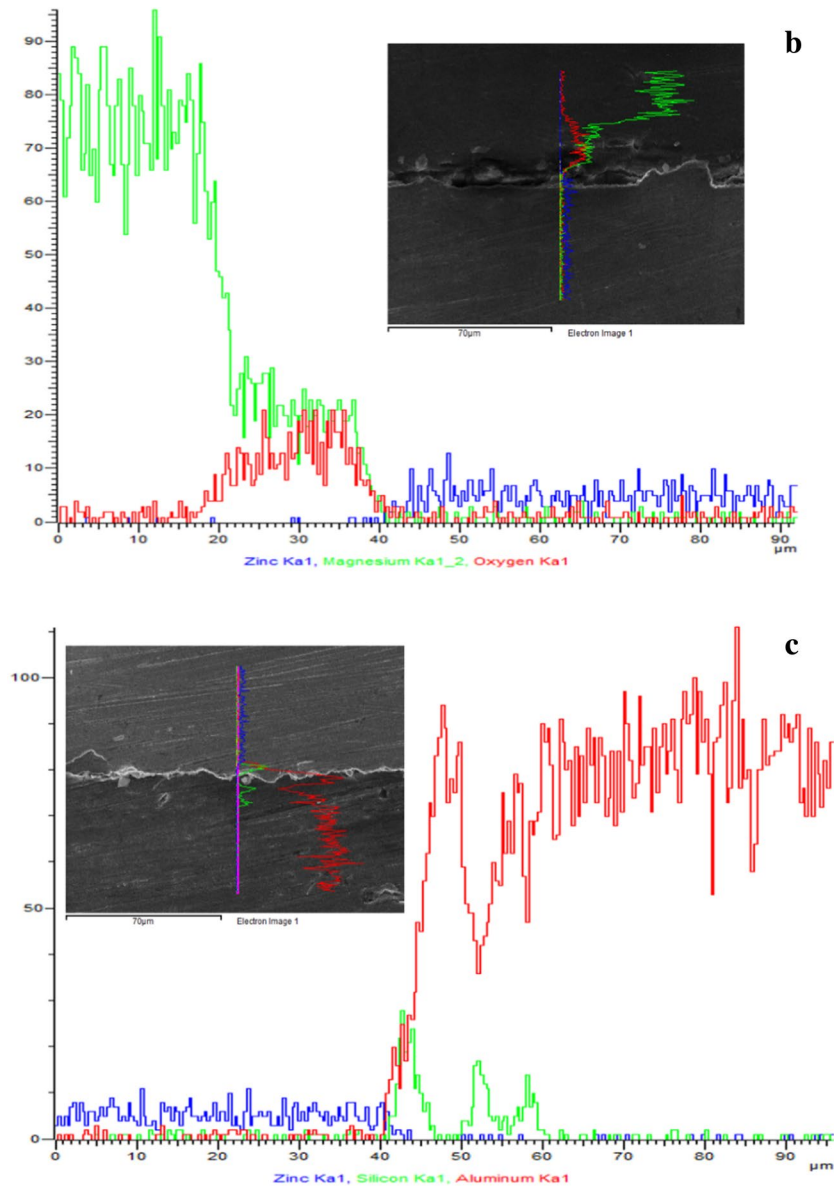 b
90
80
70
60
50
40
30
20
10
0
70µm Electron Image 1
0 10 20 30 40 50 60 70 80 90
µm
Zinc Ka1, Magnesium Ka1_2, Oxygen Ka1
c
100
50
0
70µm Electron Image 1
0 10 20 30 40 50 60 70 80 90
µm
Zinc Ka1, Silicon Ka1, Aluminum Ka1